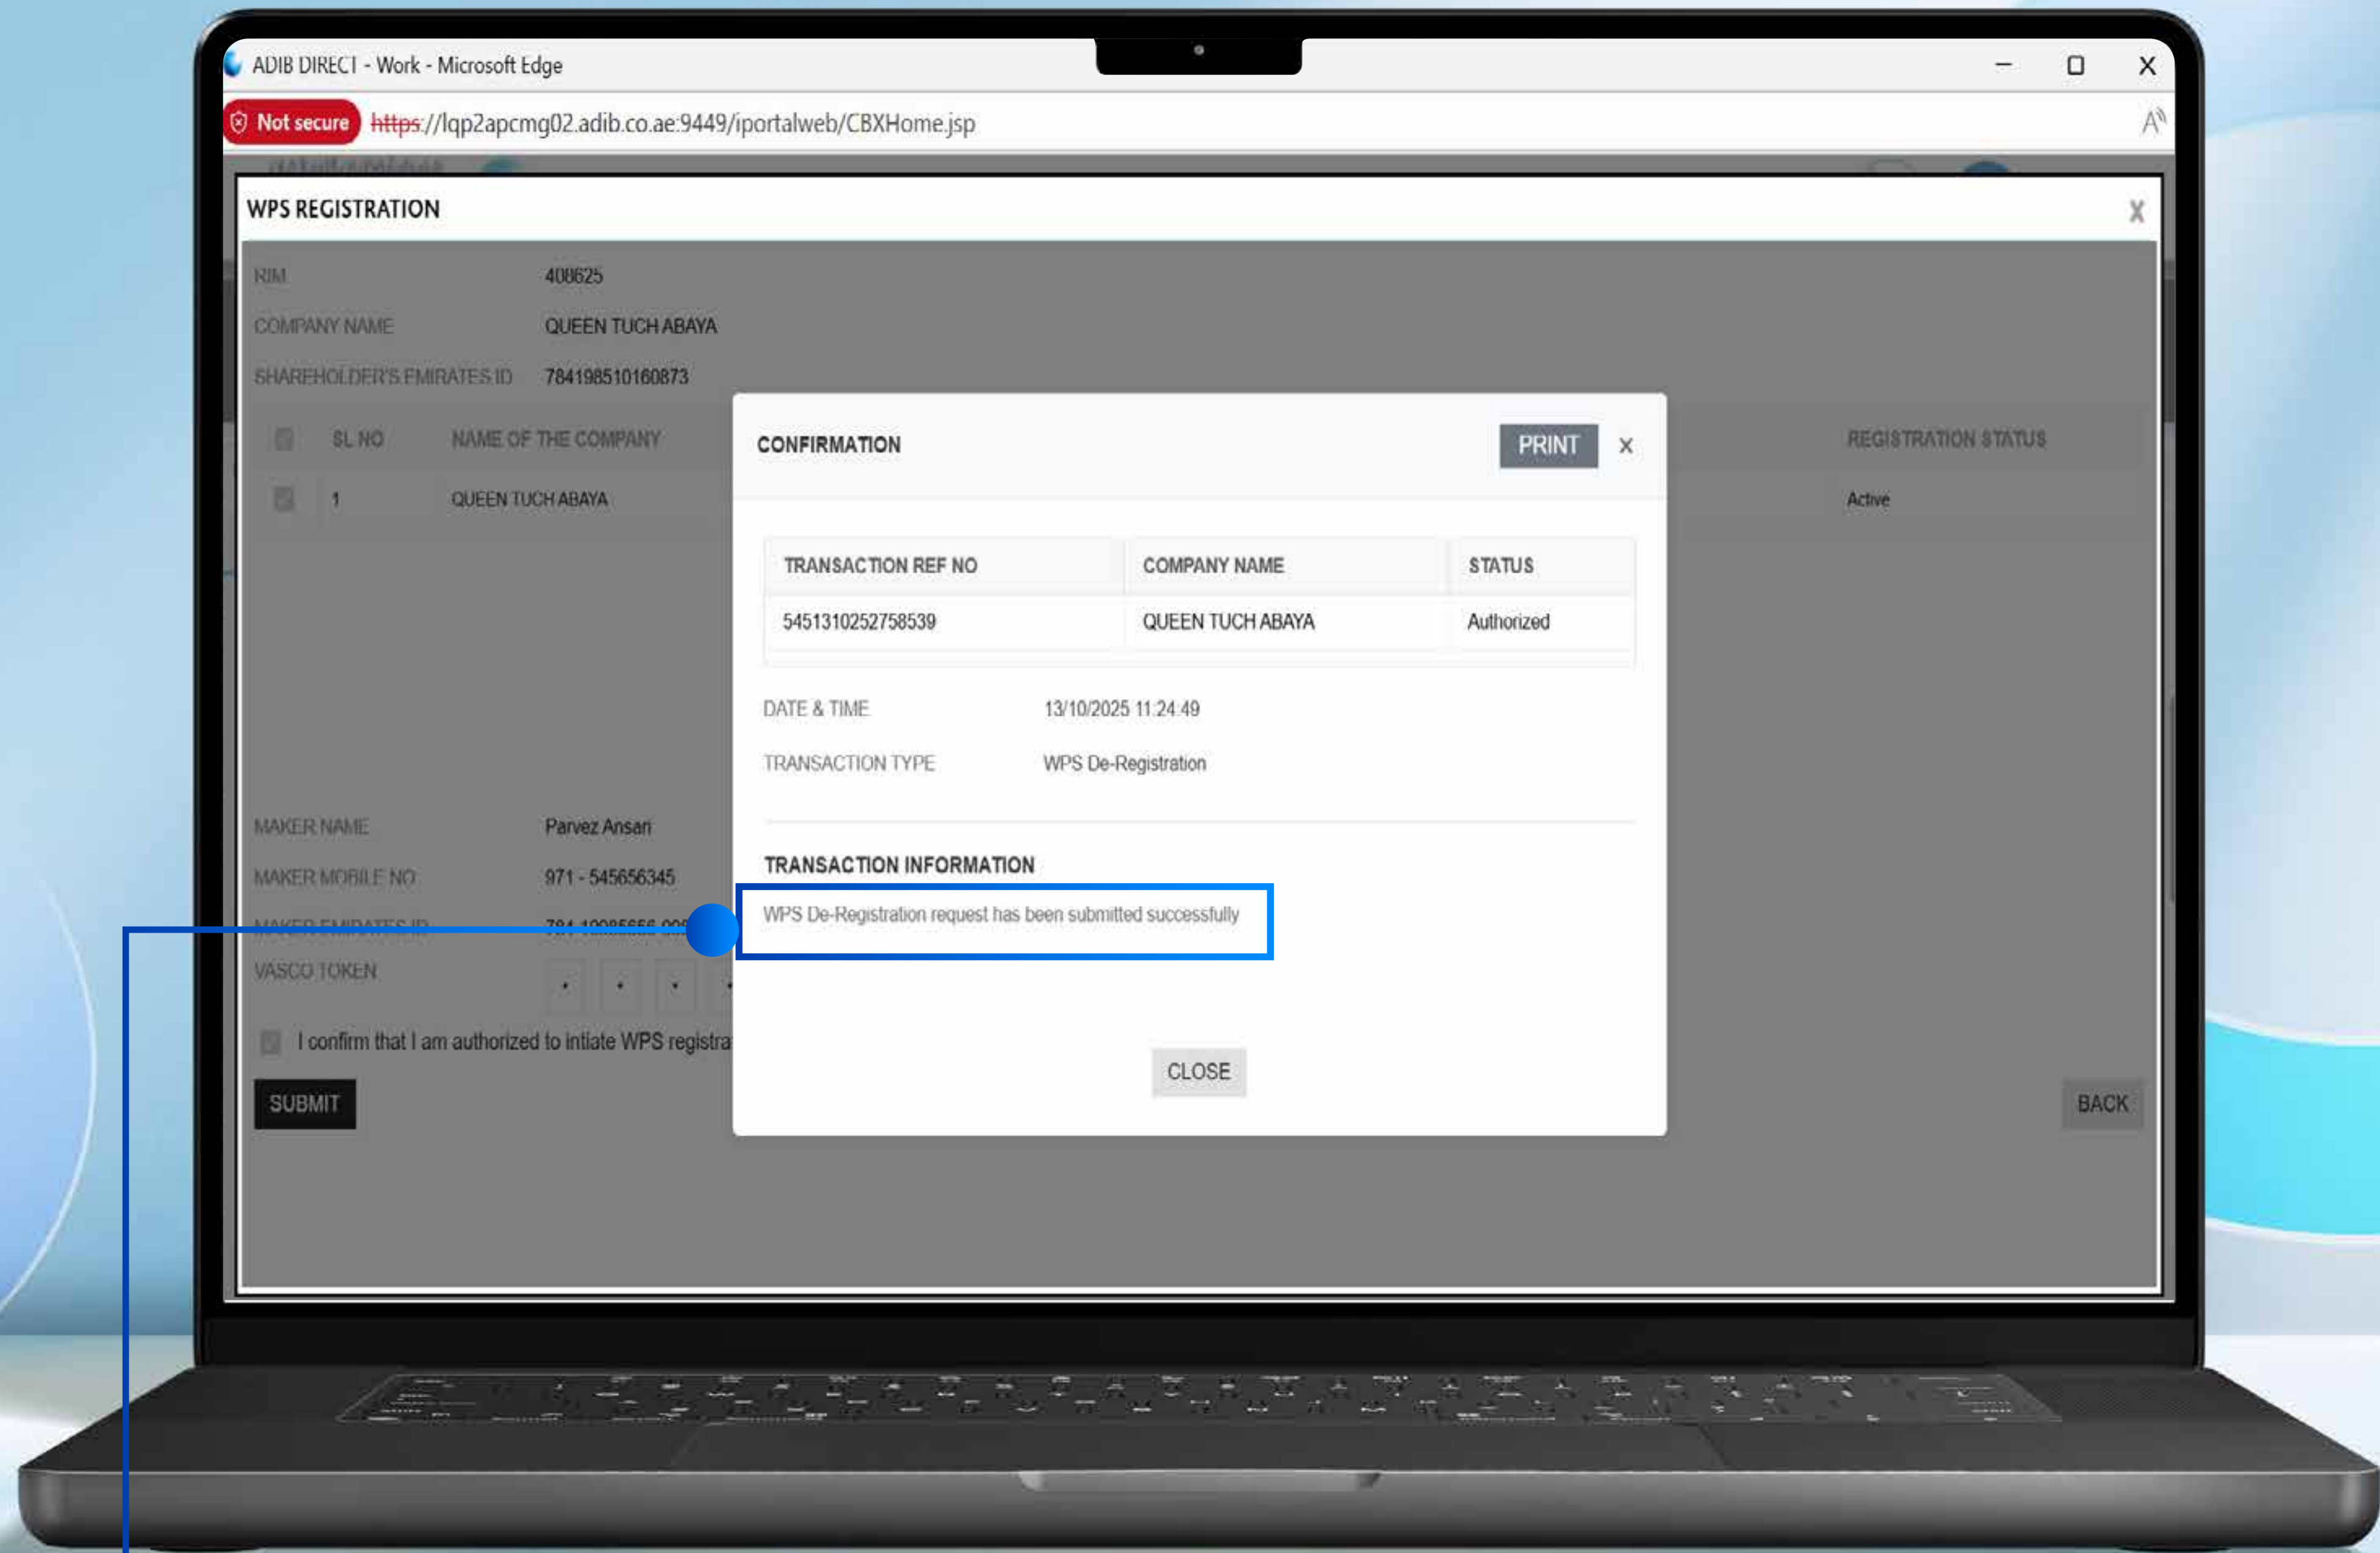 ADIB DIRECT - Work - Microsoft Edge
Not secure https://lqp2apcmg02.adib.co.ae:9449/iportalweb/CBXHome.jsp
WPS REGISTRATION X
RIM 408625
COMPANY NAME QUEEN TUCH ABAYA
SHAREHOLDER'S EMIRATES ID 784198510160873
SL NO NAME OF THE COMPANY REGISTRATION STATUS
1 QUEEN TUCH ABAYA Active
CONFIRMATION PRINT X
TRANSACTION REF NO COMPANY NAME STATUS
5451310252758539 QUEEN TUCH ABAYA Authorized
DATE & TIME 13/10/2025 11:24:49
TRANSACTION TYPE WPS De-Registration
TRANSACTION INFORMATION
WPS De-Registration request has been submitted successfully
CLOSE
MAKER NAME Parvez Ansari
MAKER MOBILE NO 971 - 545656345
MAKER EMIRATES ID
VASCO TOKEN
I confirm that I am authorized to intiate WPS registra
SUBMIT BACK